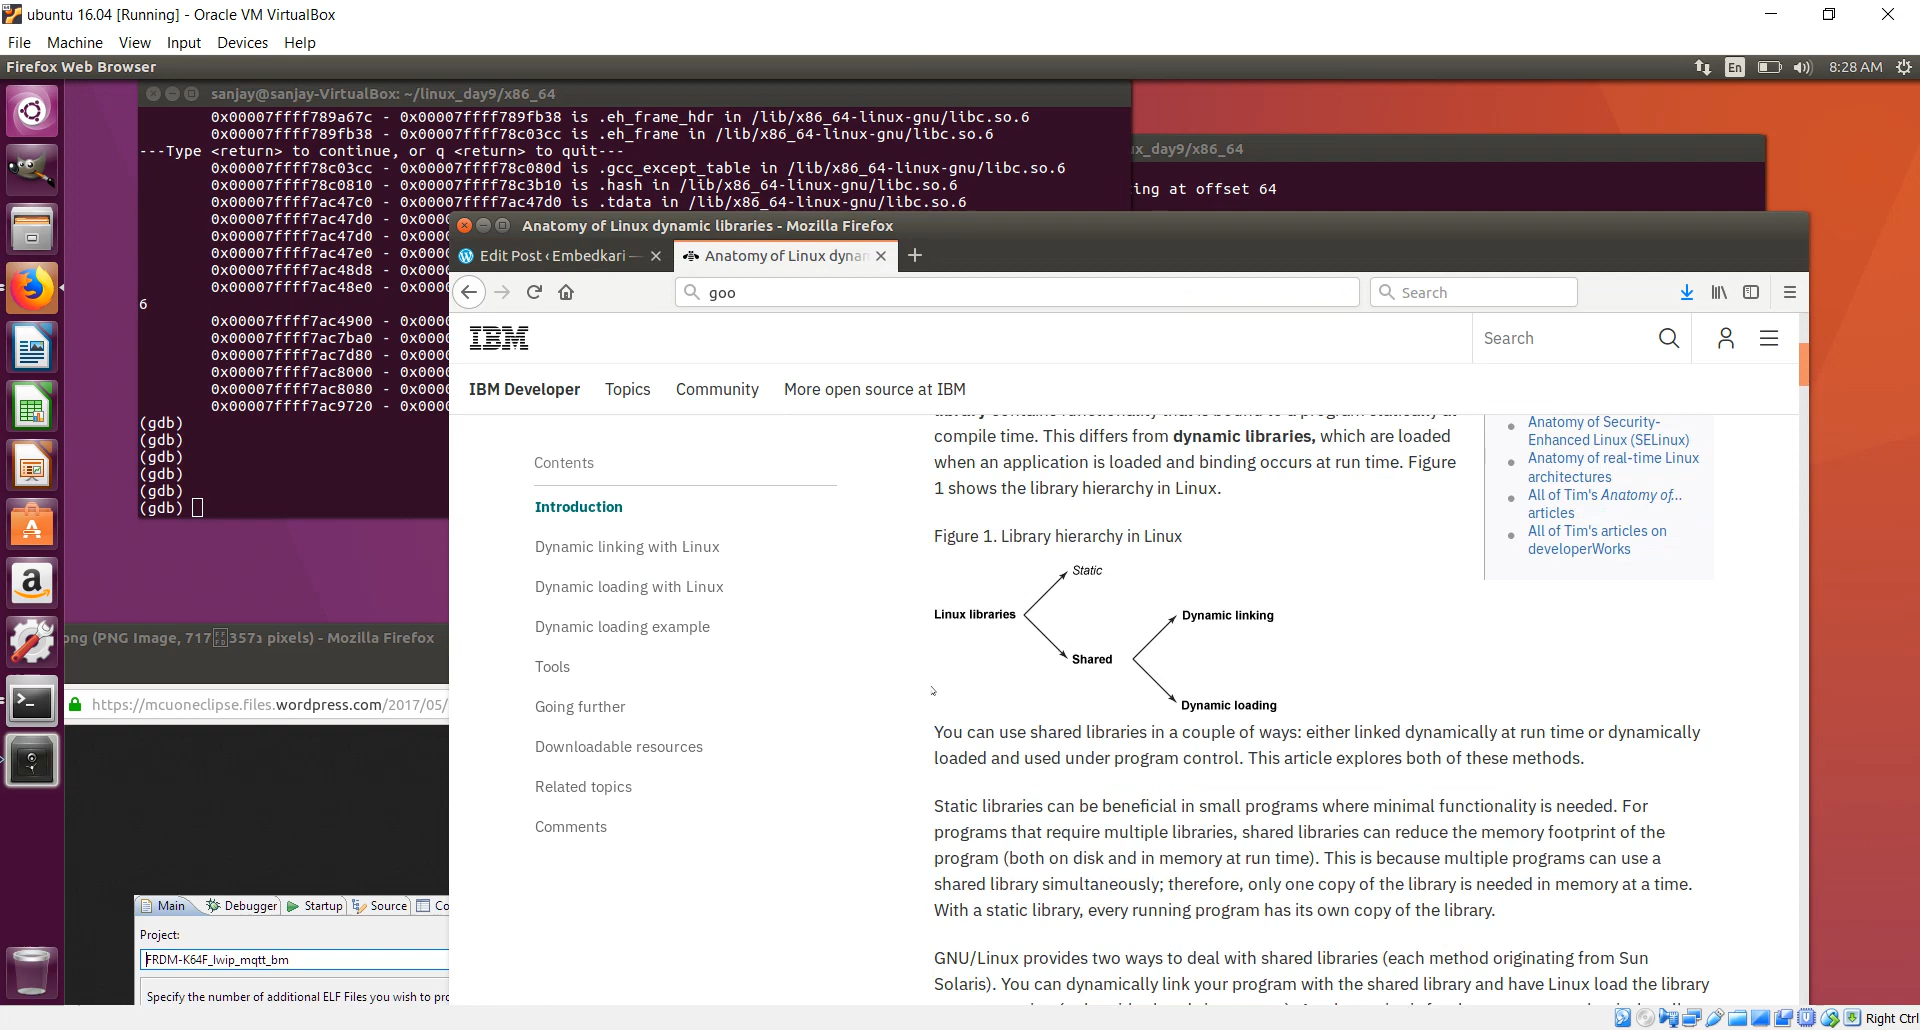 ubuntu 16.04 [Running] - Oracle VM VirtualBox
File Machine View Input Devices Help
Firefox Web Browser
En
8:28 AM
sanjay@sanjay-VirtualBox: ~/linux_day9/x86_64
0x00007ffff789a67c - 0x00007ffff789fb38 is .eh_frame_hdr in /lib/x86_64-linux-gnu/libc.so.6
0x00007ffff789fb38 - 0x00007ffff78c03cc is .eh_frame in /lib/x86_64-linux-gnu/libc.so.6
---Type <return> to continue, or q <return> to quit---
0x00007ffff78c03cc - 0x00007ffff78c080d is .gcc_except_table in /lib/x86_64-linux-gnu/libc.so.6
0x00007ffff78c0810 - 0x00007ffff78c3b10 is .hash in /lib/x86_64-linux-gnu/libc.so.6
0x00007ffff7ac47c0 - 0x00007ffff7ac47d0 is .tdata in /lib/x86_64-linux-gnu/libc.so.6
0x00007ffff7ac47d0 - 0x000
0x00007ffff7ac47d0 - 0x000
0x00007ffff7ac47e0 - 0x000
0x00007ffff7ac48d8 - 0x000
0x00007ffff7ac48e0 - 0x000
6
0x00007ffff7ac4900 - 0x000
0x00007ffff7ac7ba0 - 0x000
0x00007ffff7ac7d80 - 0x000
0x00007ffff7ac8000 - 0x000
0x00007ffff7ac8080 - 0x000
0x00007ffff7ac9720 - 0x000
(gdb)
(gdb)
(gdb)
(gdb)
(gdb)
(gdb)
x_day9/x86_64
ing at offset 64
Anatomy of Linux dynamic libraries - Mozilla Firefox
Edit Post ‹ Embedkari —
Anatomy of Linux dynam
goo
Search
IBM
Search
IBM Developer Topics Community More open source at IBM
Contents
Introduction
Dynamic linking with Linux
Dynamic loading with Linux
Dynamic loading example
Tools
Going further
Downloadable resources
Related topics
Comments
compile time. This differs from dynamic libraries, which are loaded
when an application is loaded and binding occurs at run time. Figure
1 shows the library hierarchy in Linux.
Anatomy of Security-
Enhanced Linux (SELinux)
Anatomy of real-time Linux
architectures
All of Tim's Anatomy of...
articles
All of Tim's articles on
developerWorks
Figure 1. Library hierarchy in Linux
Static
Linux libraries
Dynamic linking
Shared
Dynamic loading
You can use shared libraries in a couple of ways: either linked dynamically at run time or dynamically
loaded and used under program control. This article explores both of these methods.
Static libraries can be beneficial in small programs where minimal functionality is needed. For
programs that require multiple libraries, shared libraries can reduce the memory footprint of the
program (both on disk and in memory at run time). This is because multiple programs can use a
shared library simultaneously; therefore, only one copy of the library is needed in memory at a time.
With a static library, every running program has its own copy of the library.
GNU/Linux provides two ways to deal with shared libraries (each method originating from Sun
Solaris). You can dynamically link your program with the shared library and have Linux load the library
ong (PNG Image, 717 357 pixels) - Mozilla Firefox
https://mcuoneclipse.files.wordpress.com/2017/05/
Main Debugger Startup Source Co
Project:
FRDM-K64F_lwip_mqtt_bm
Specify the number of additional ELF Files you wish to pro
Right Ctrl